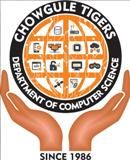 CHOWGULE TIGERS
DEPARTMENT OF COMPUTER SCIENCE
SINCE 1986